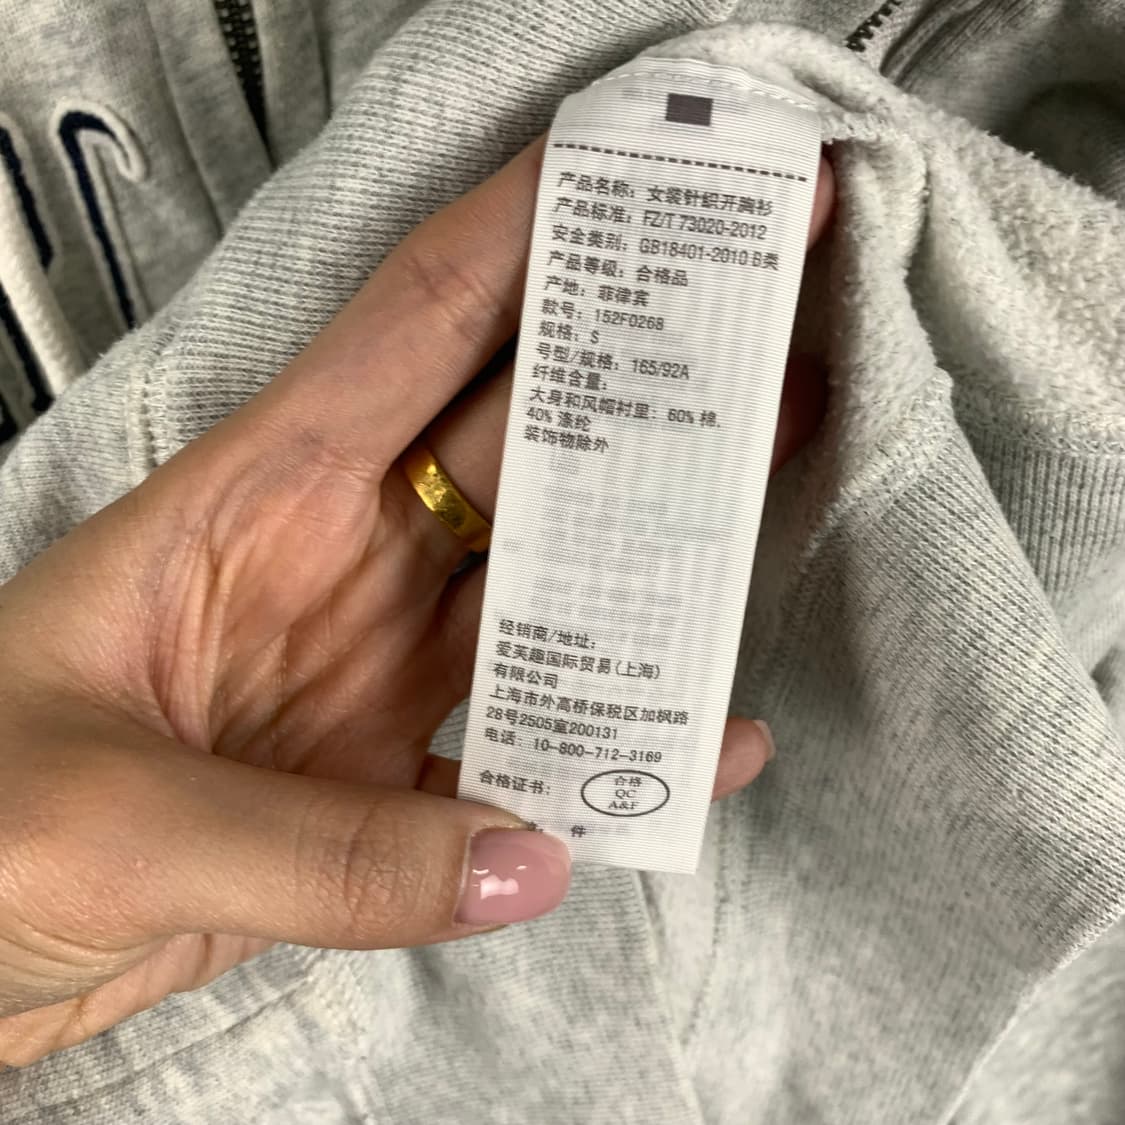 产品名称：女装针织开胸衫
产品标准：FZ/T 73020-2012
安全类别：GB18401-2010 B类
产品等级：合格品
产地：菲律宾
款号：152F0268
规格：S
号型/规格：165/92A
纤维含量：
大身和风帽衬里：60% 棉，
40% 涤纶
装饰物除外
经销商/地址：
爱芙趣国际贸易(上海)
有限公司
上海市外高桥保税区加枫路
28号2505室200131
电话：10-800-712-3169
合格证书：
合格
QC
A&F
件